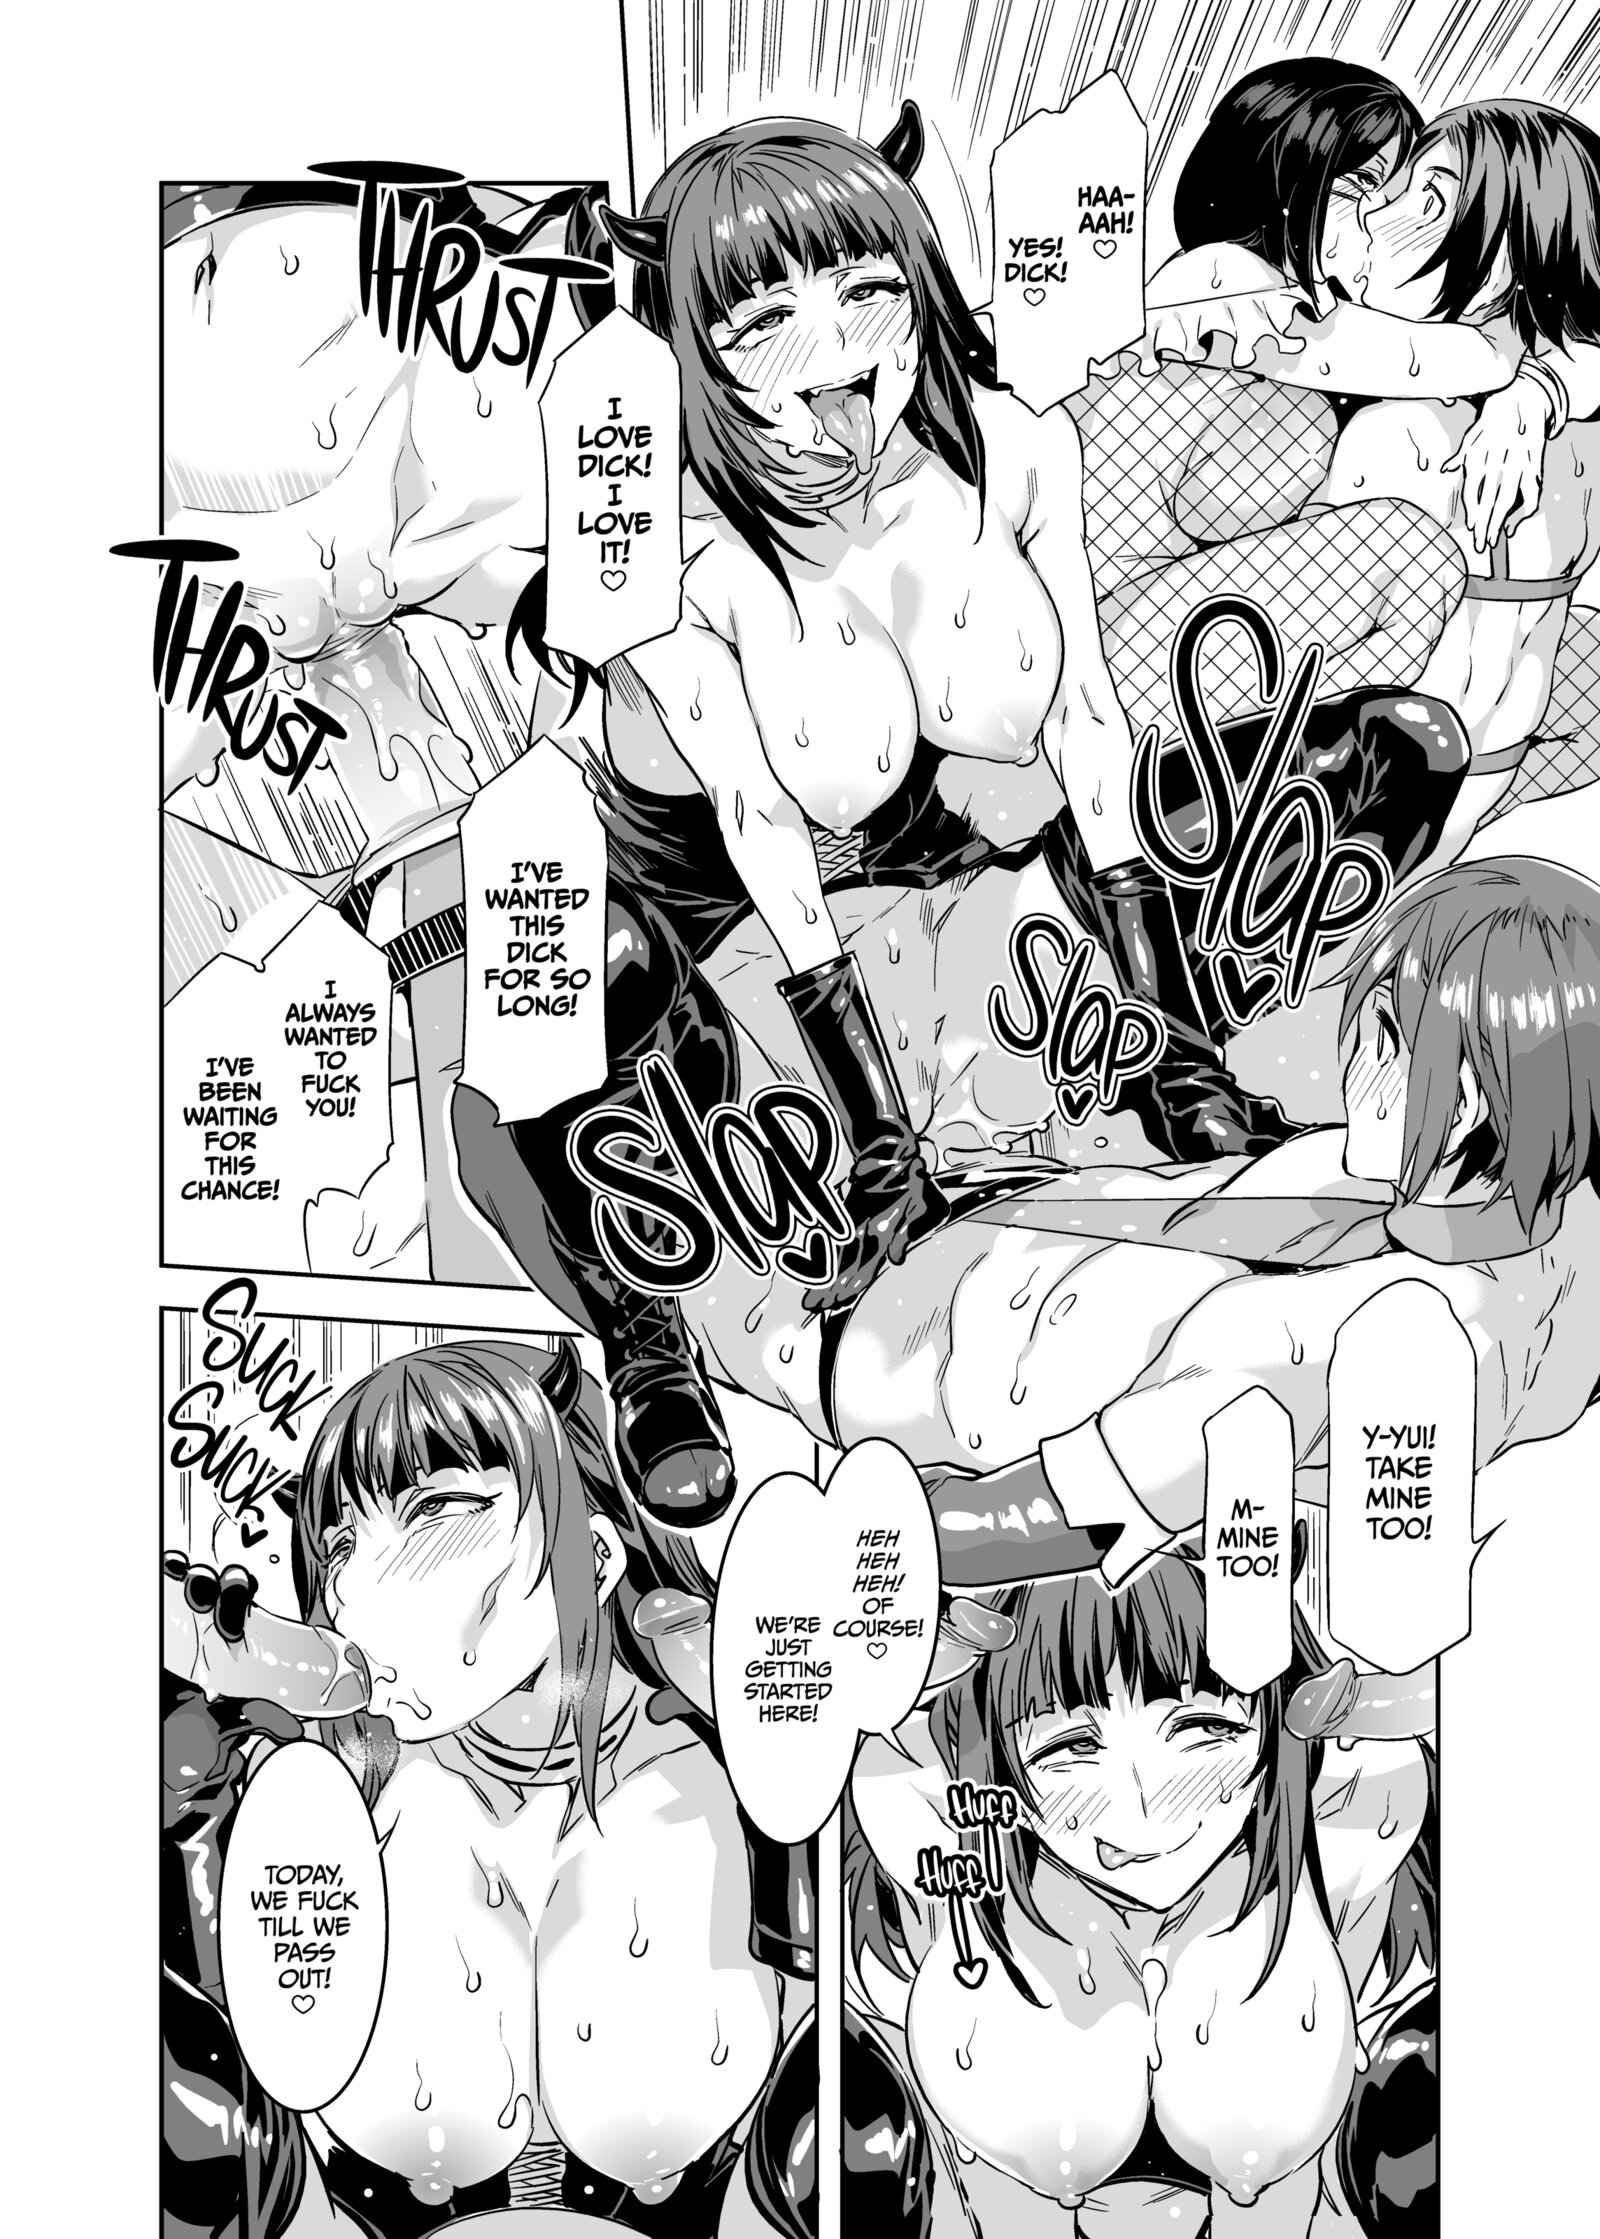 HAA-
AAH!
♡
YES!
DICK!
♡
I
LOVE
DICK!
I
LOVE
IT!
♡
THRUST
THRUST
I'VE
WANTED
THIS
DICK
FOR SO
LONG!
I
ALWAYS
WANTED
TO
FUCK
YOU!
I'VE
BEEN
WAITING
FOR
THIS
CHANCE!
SLAP
SLAP
SLAP
Y-YUI!
TAKE
MINE
TOO!
M-
MINE
TOO!
HEH
HEH
HEH!
OF
COURSE!
♡
WE'RE
JUST
GETTING
STARTED
HERE!
HUFF
HUFF
SUCK
SUCK
TODAY,
WE FUCK
TILL WE
PASS
OUT!
♡